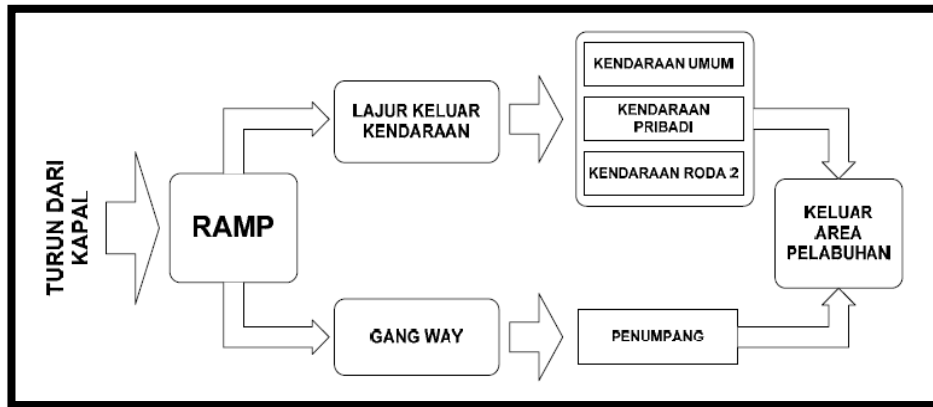 TURUN DARI
KAPAL
RAMP
LAJUR KELUAR
KENDARAAN
KENDARAAN UMUM
KENDARAAN
PRIBADI
KENDARAAN RODA 2
GANG WAY
PENUMPANG
KELUAR
AREA
PELABUHAN